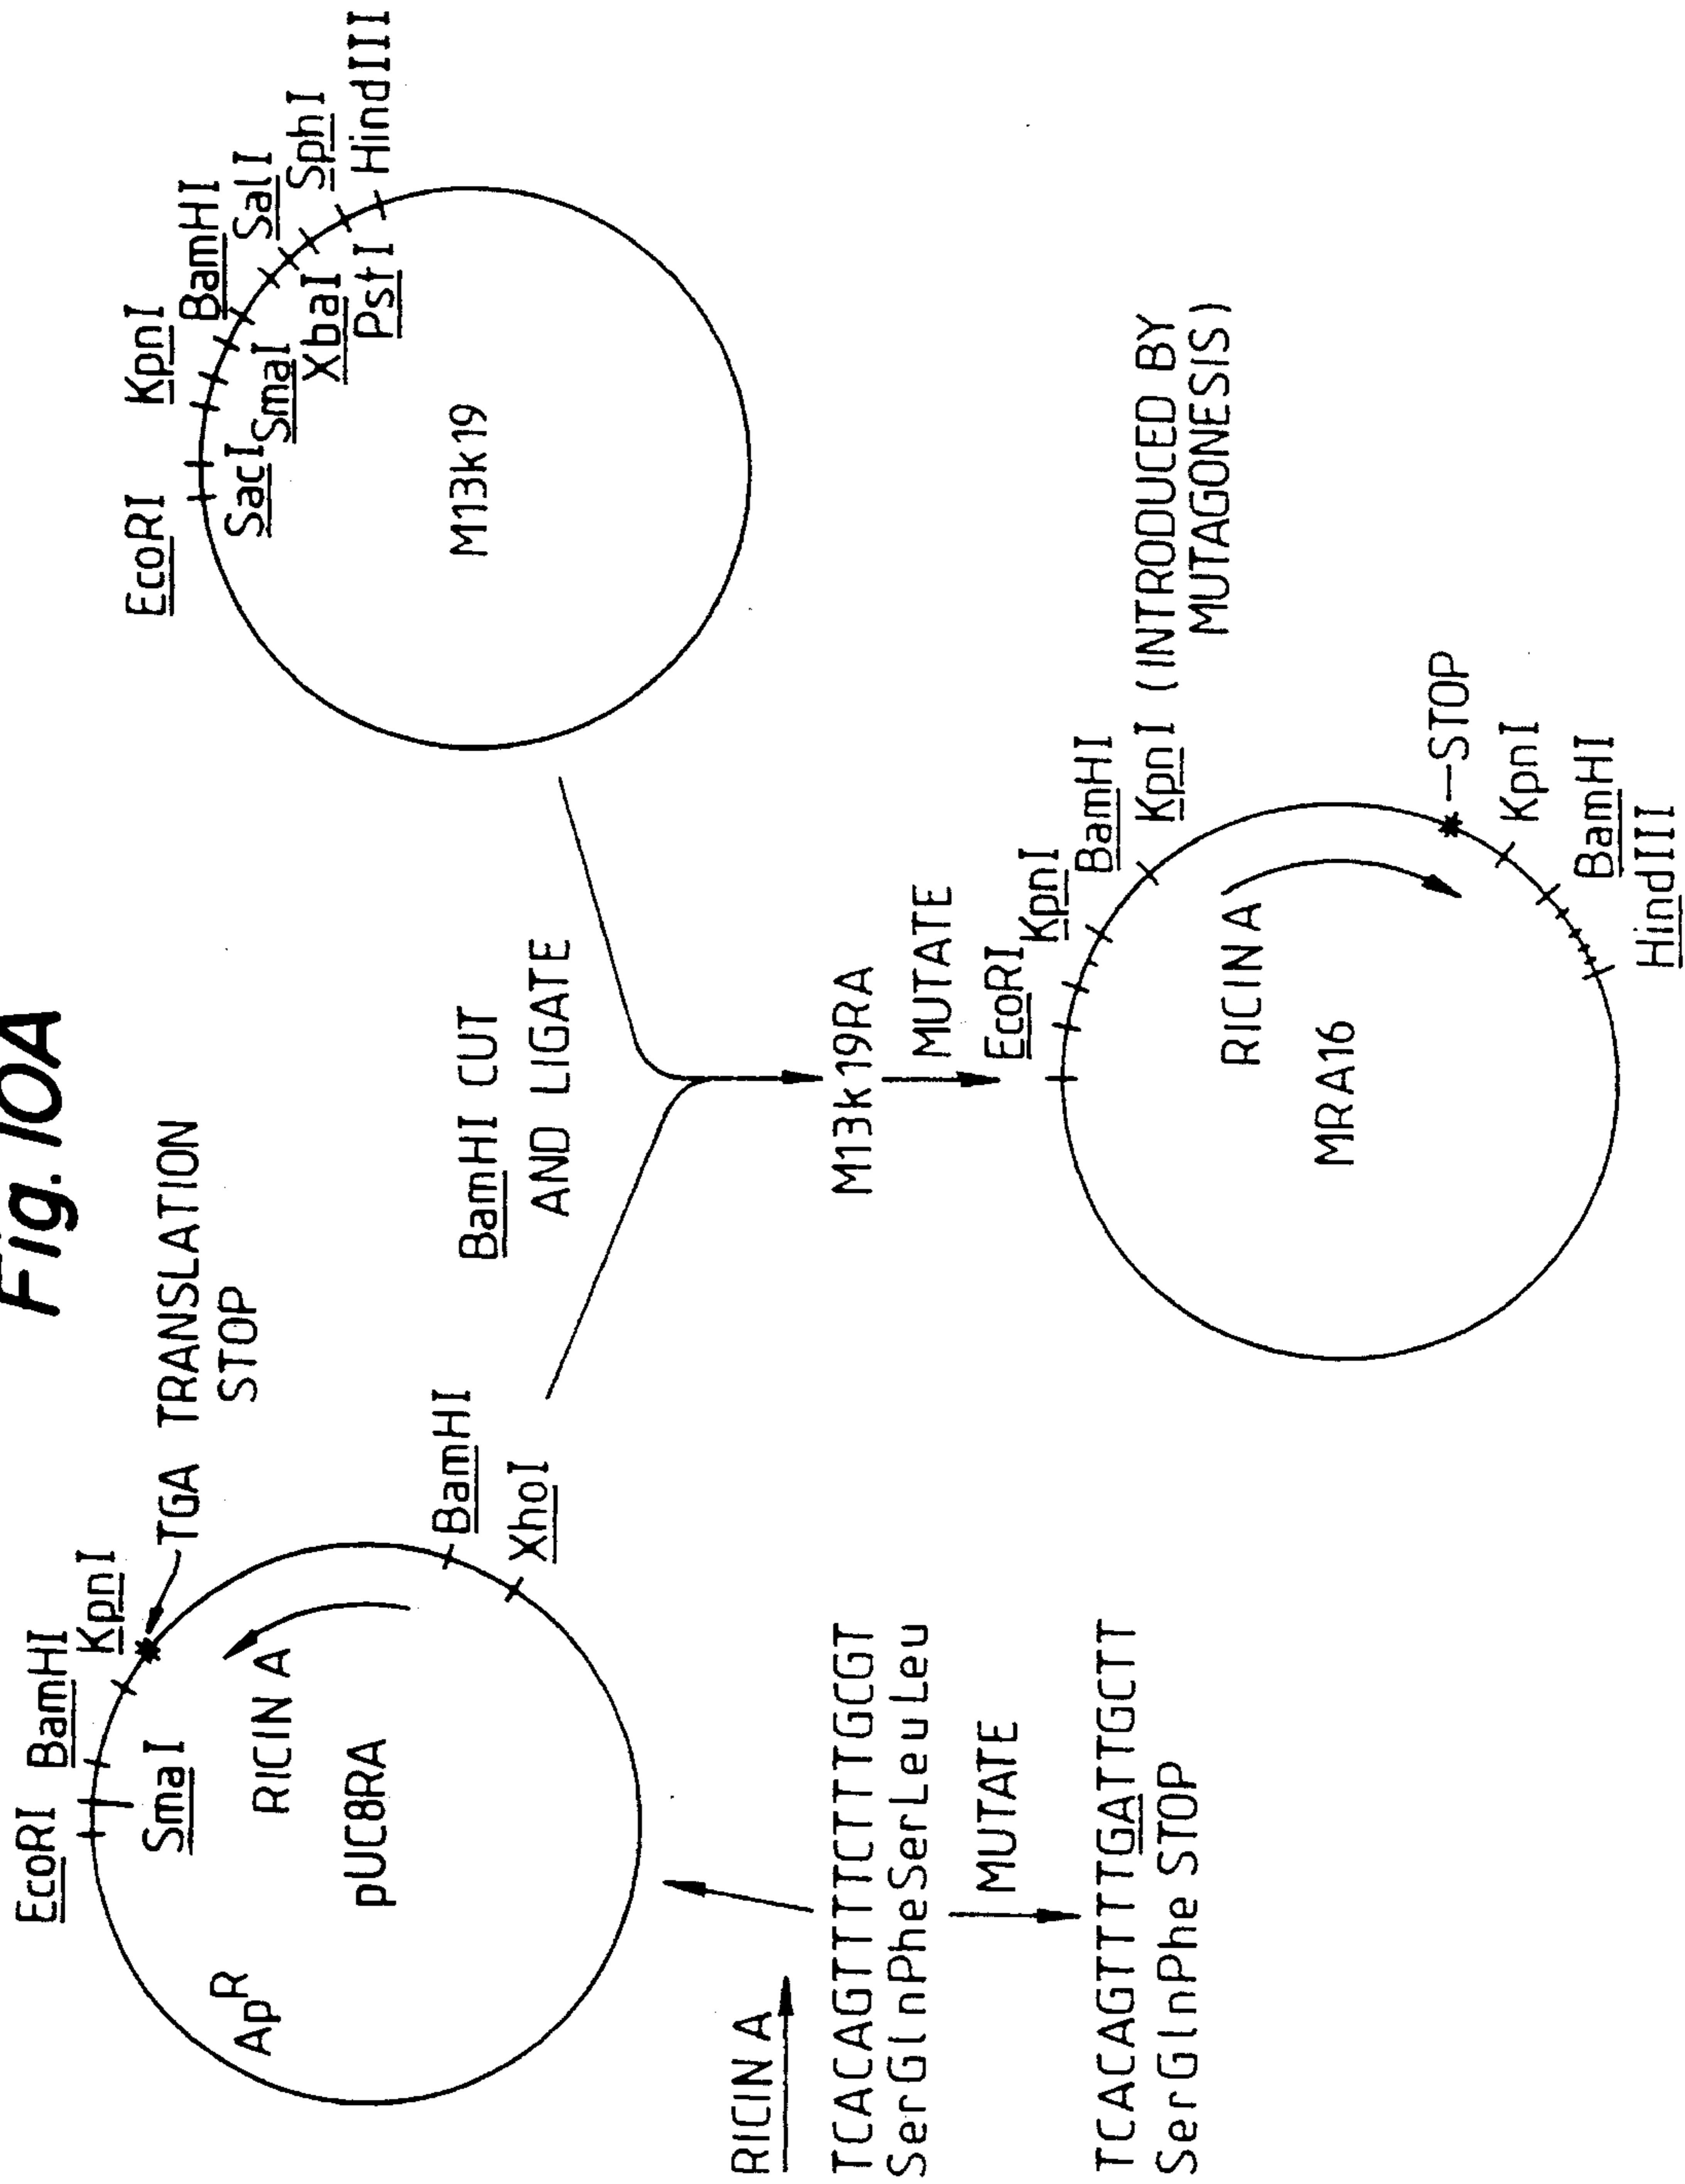 Fig. 10A
EcoRI
BamHI
KpnI
TGA TRANSLATION
STOP
SmaI
ApR
RICIN A
pUC8RA
BamHI
XhoI
RICIN A
TCACAGTTTTCTTTGCGT
SerGlnPheSerLeuLeu
MUTATE
TCACAGTTTTGATTGCTT
SerGlnPheSTOP
BamHI CUT
AND LIGATE
EcoRI
KpnI
BamHI
SalI
SphI
HindIII
SacI
SmaI
XbaI
PstI
M13k19
M13k19RA
MUTATE
EcoRI
KpnI
BamHI
KpnI (INTRODUCED BY
MUTAGONESIS)
RICIN A
MRA16
STOP
KpnI
BamHI
HindIII